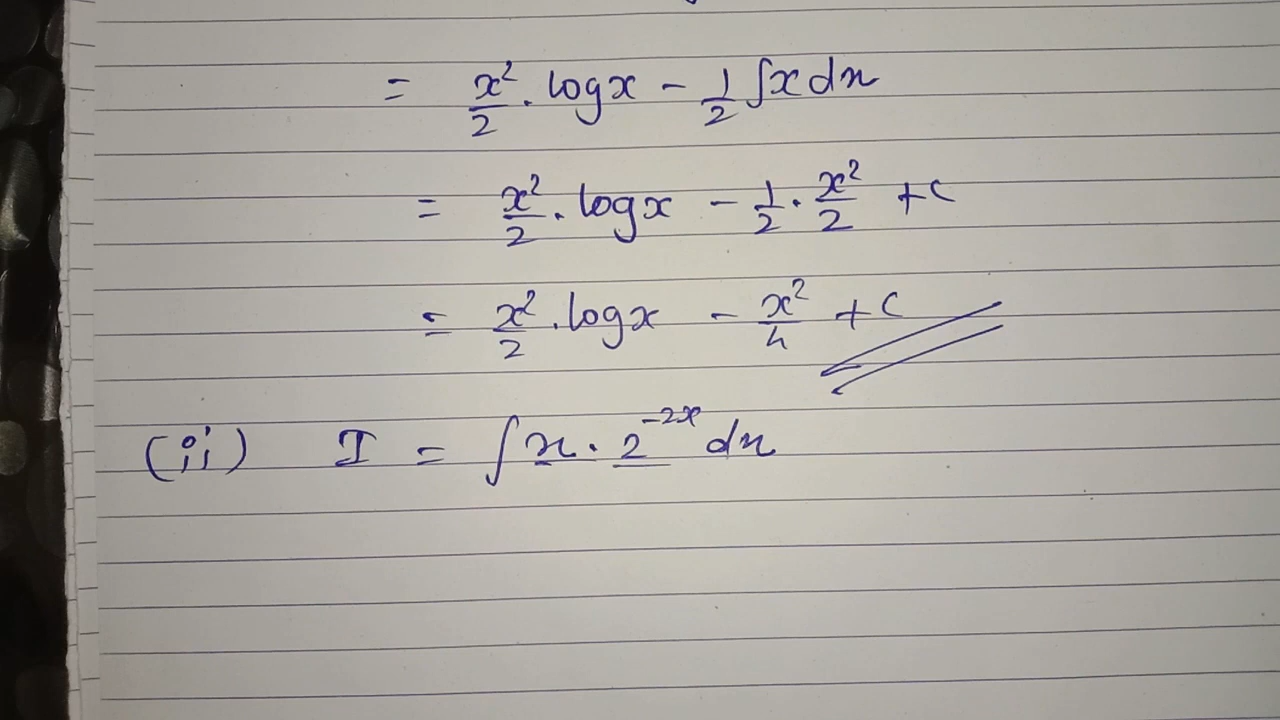 = x²/2 . log x - 1/2 ∫x dx
= x²/2 . log x - 1/2 . x²/2 + c
= x²/2 . log x - x²/4 + c
(ii) I = ∫ x . 2^-2x dx